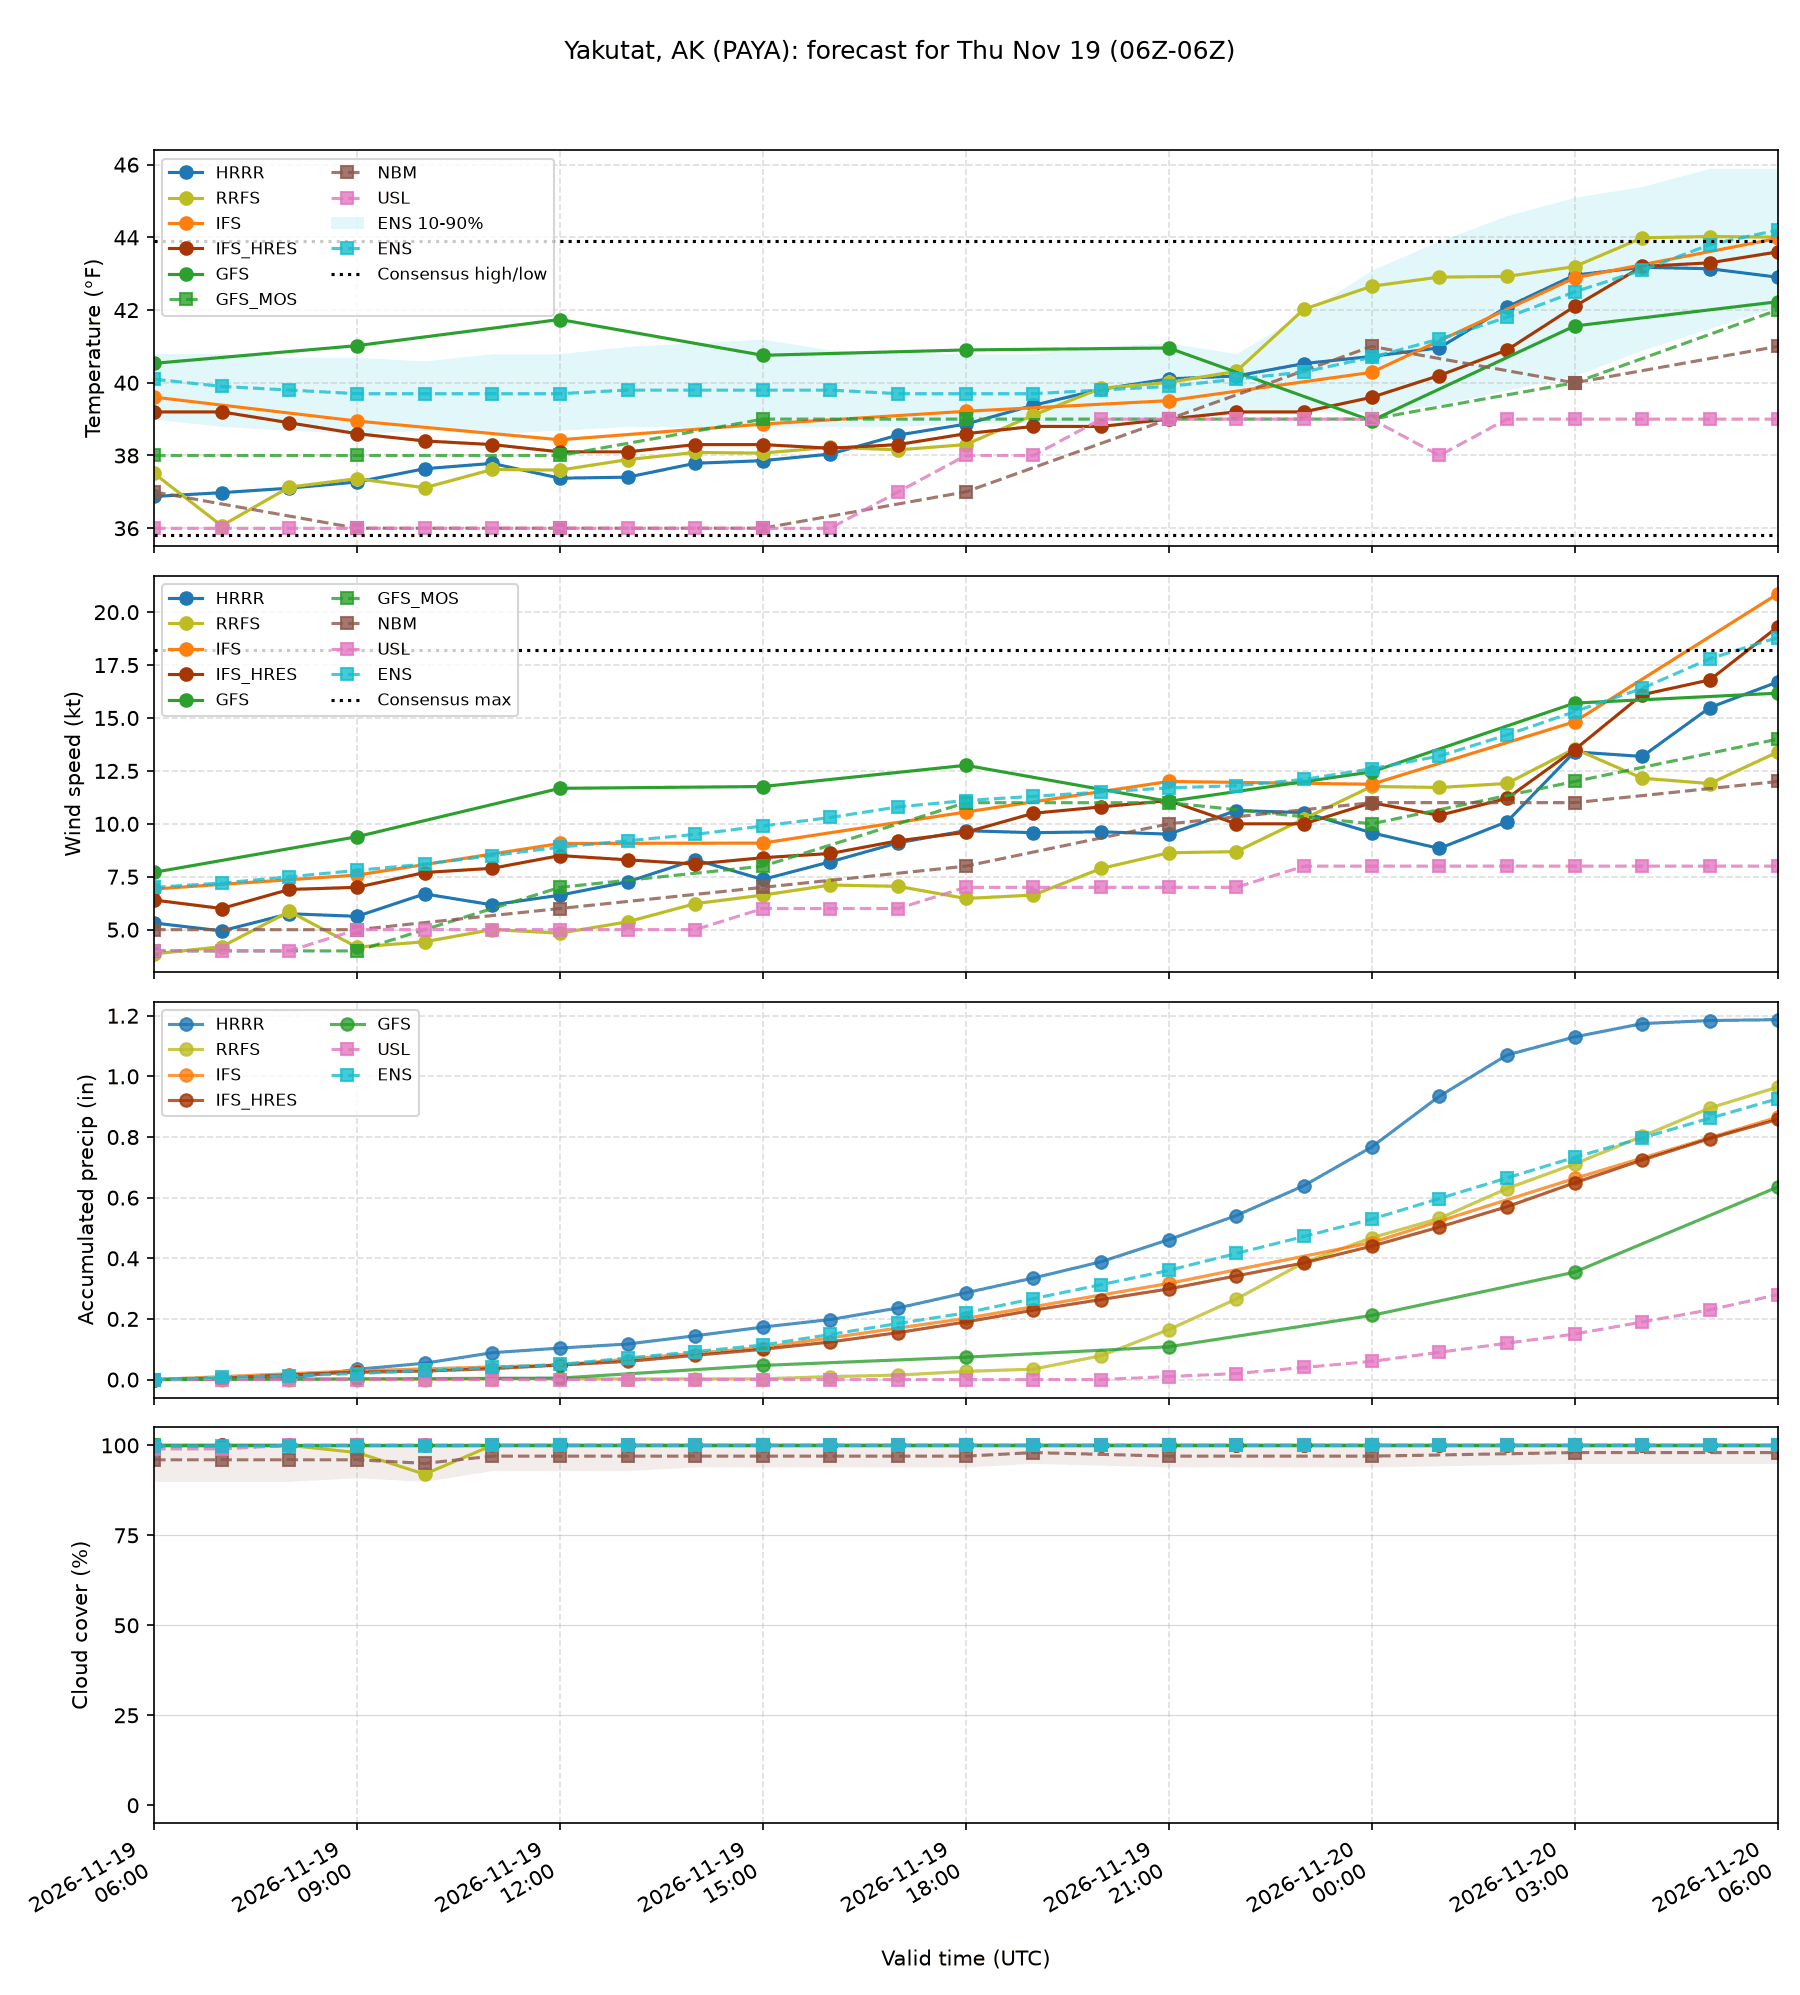 Yakutat, AK (PAYA): forecast for Thu Nov 19 (06Z-06Z)
Temperature (°F)
46
44
42
40
38
36
HRRR
RRFS
IFS
IFS_HRES
GFS
GFS_MOS
NBM
USL
ENS 10-90%
ENS
Consensus high/low
Wind speed (kt)
20.0
17.5
15.0
12.5
10.0
7.5
5.0
HRRR
RRFS
IFS
IFS_HRES
GFS
GFS_MOS
NBM
USL
ENS
Consensus max
Accumulated precip (in)
1.2
1.0
0.8
0.6
0.4
0.2
0.0
HRRR
RRFS
IFS
IFS_HRES
GFS
USL
ENS
Cloud cover (%)
100
75
50
25
0
2026-11-19
06:00
2026-11-19
09:00
2026-11-19
12:00
2026-11-19
15:00
2026-11-19
18:00
2026-11-19
21:00
2026-11-20
00:00
2026-11-20
03:00
2026-11-20
06:00
Valid time (UTC)